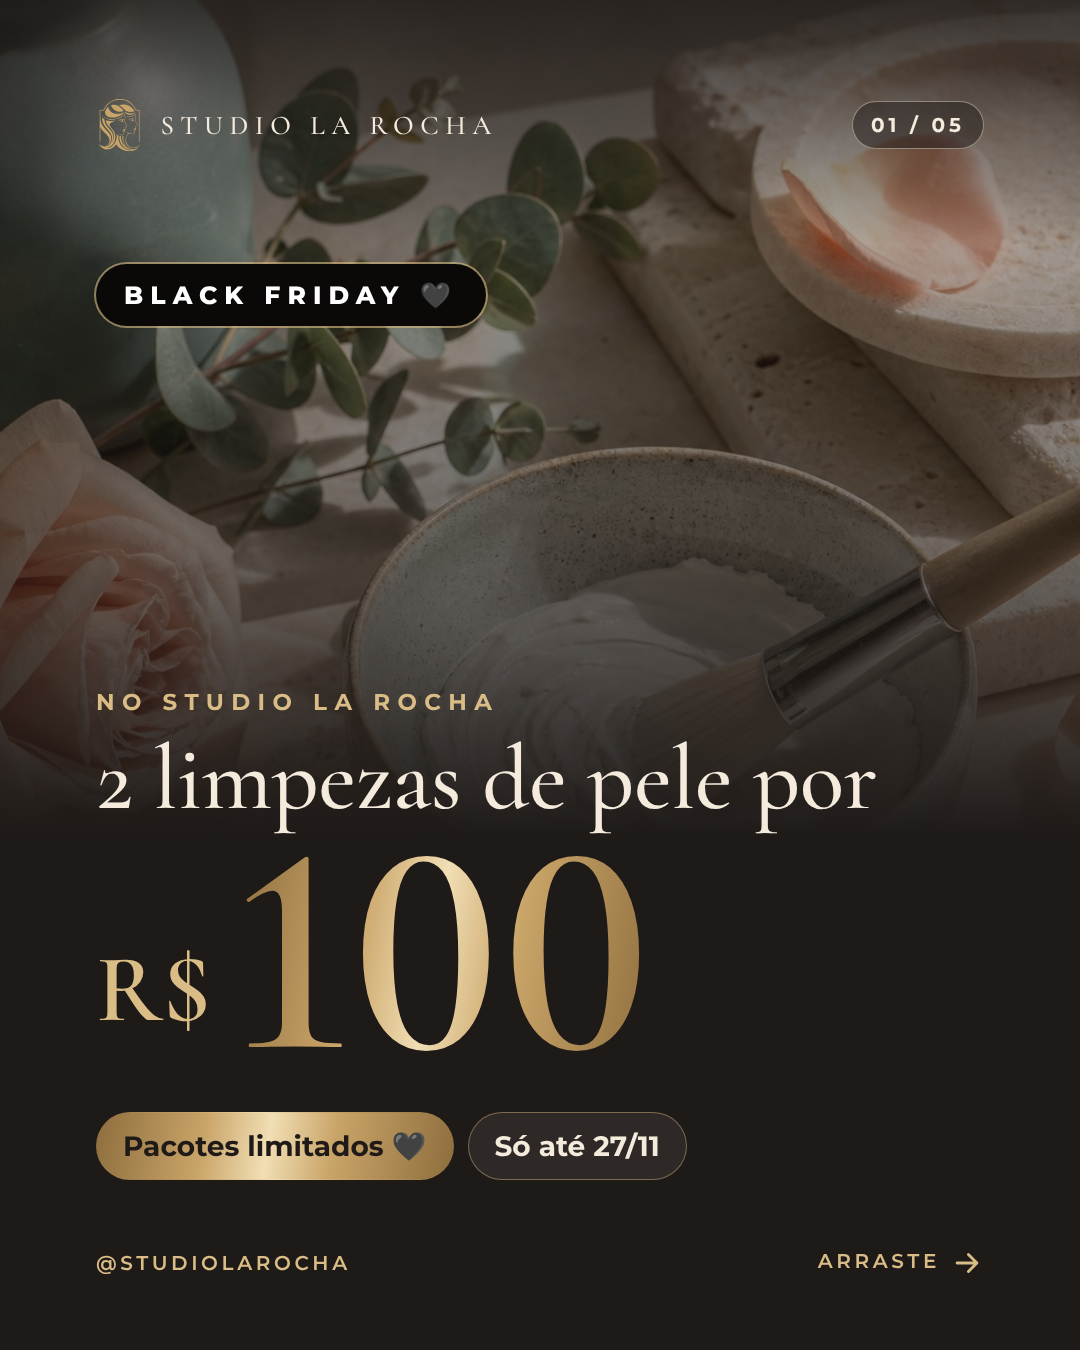 STUDIO LA ROCHA
01 / 05
BLACK FRIDAY 🖤
NO STUDIO LA ROCHA
2 limpezas de pele por
R$ 100
Pacotes limitados 🖤
Só até 27/11
@STUDIOLAROCHA
ARRASTE →